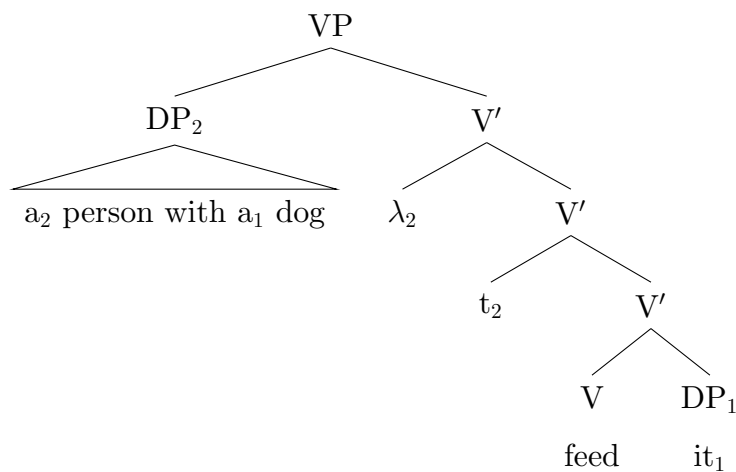 VP
DP₂ V′
a₂ person with a₁ dog λ₂ V′
t₂ V′
V DP₁
feed it₁